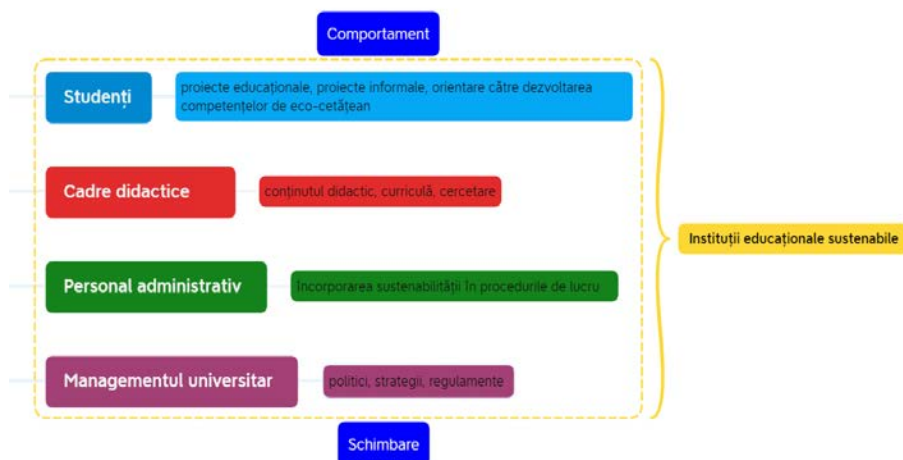 Comportament
Studenți
proiecte educaționale, proiecte informale, orientare către dezvoltarea
competențelor de eco-cetățean
Cadre didactice
conținutul didactic, curriculă, cercetare
Instituții educaționale sustenabile
Personal administrativ
încorporarea sustenabilității în procedurile de lucru
Managementul universitar
politici, strategii, regulamente
Schimbare